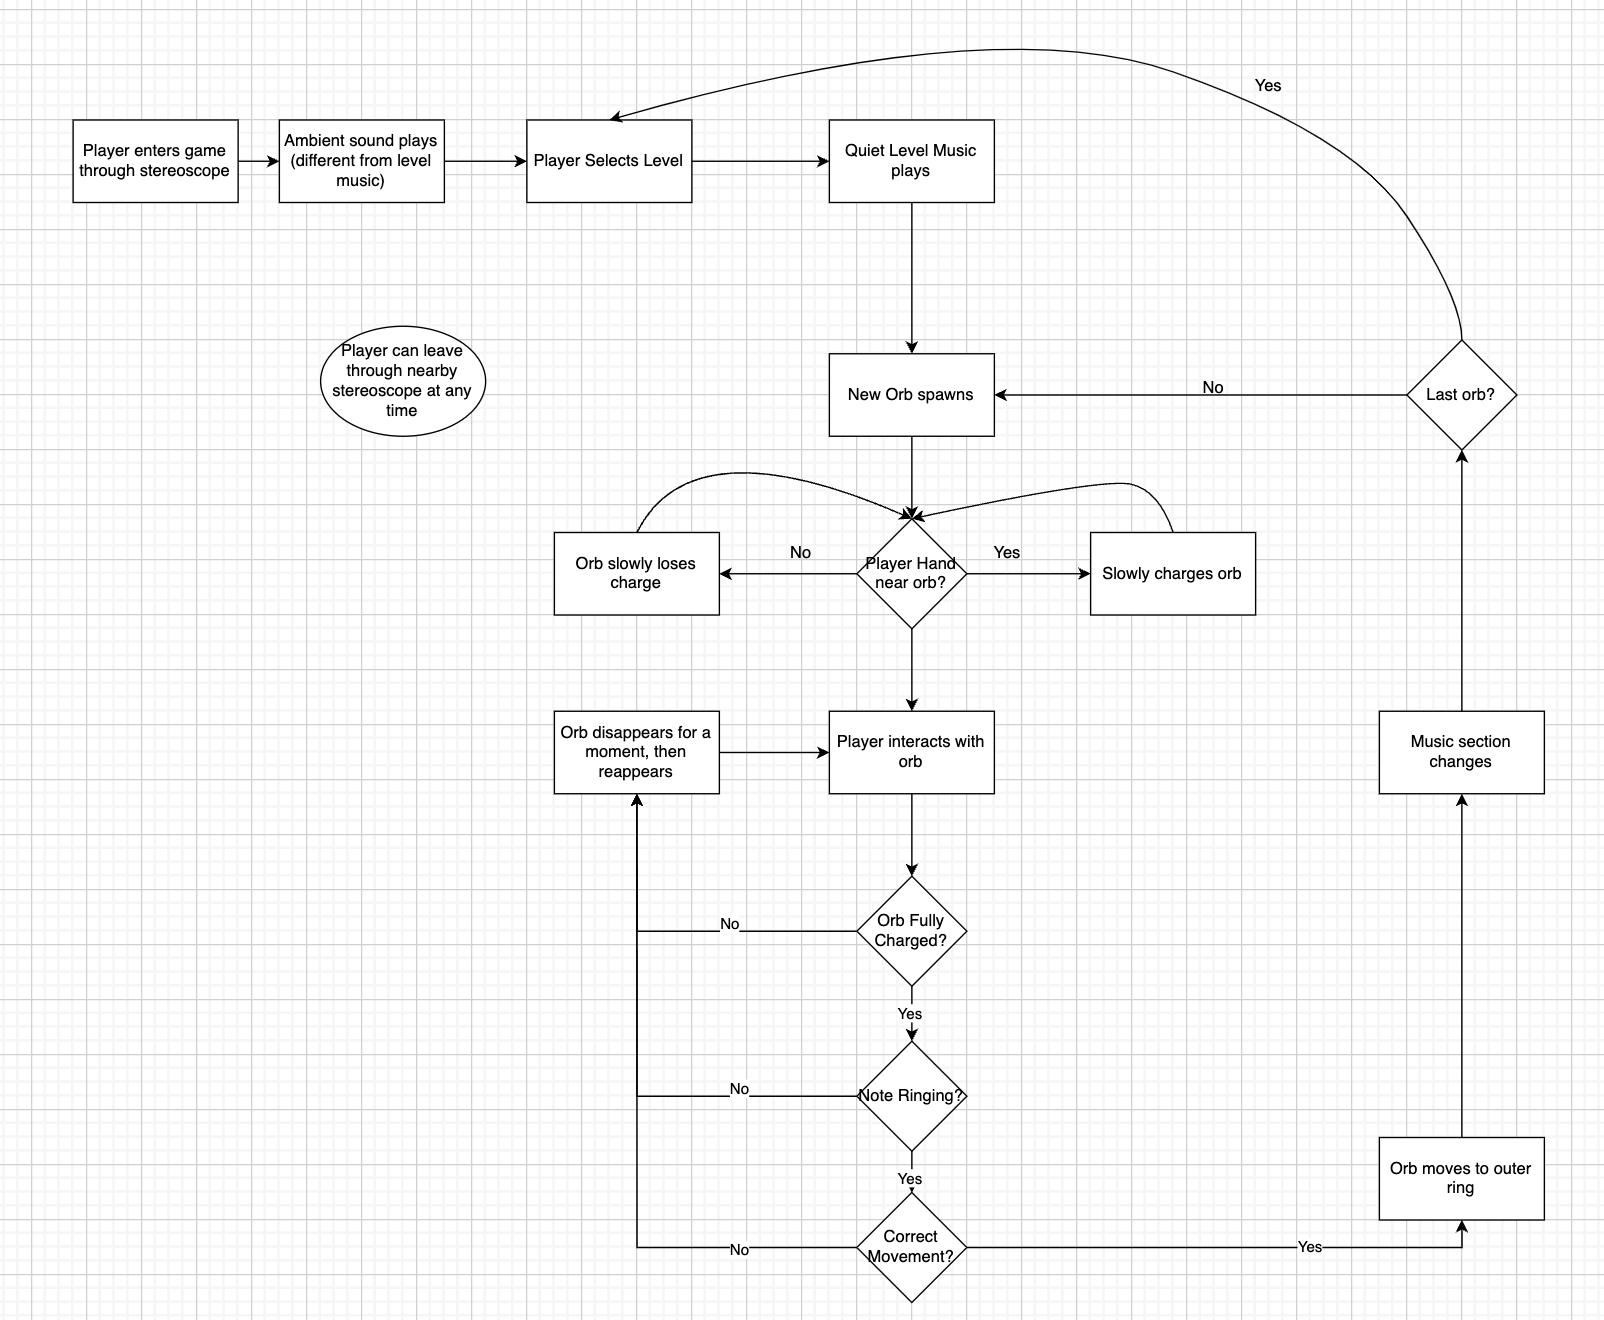 Yes
Player enters game
through stereoscope
Ambient sound plays
(different from level
music)
Player Selects Level
Quiet Level Music
plays
Player can leave
through nearby
stereoscope at any
time
New Orb spawns
No
Last orb?
Orb slowly loses
charge
No
Player Hand
near orb?
Yes
Slowly charges orb
Orb disappears for a
moment, then
reappears
Player interacts with
orb
Music section
changes
No
Orb Fully
Charged?
Yes
No
Note Ringing?
Yes
Orb moves to outer
ring
No
Correct
Movement?
Yes